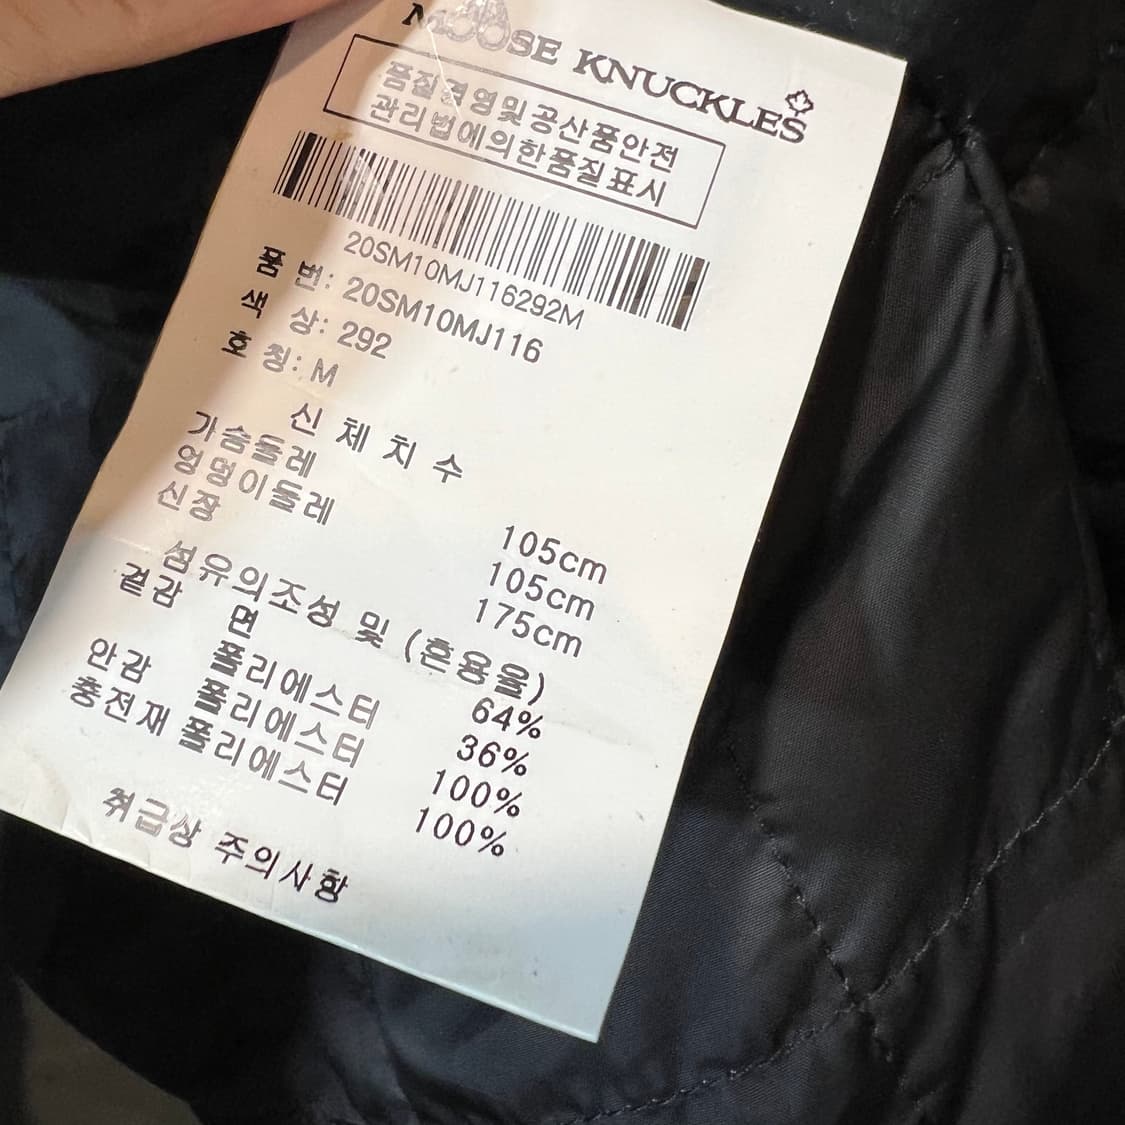 MOOSE KNUCKLES
품질경영및공산품안전
관리법에의한품질표시
20SM10MJ116292M
품 번: 20SM10MJ116
색 상: 292
호 칭: M
신 체 치 수
가슴둘레 105cm
엉덩이둘레 105cm
신장 175cm
섬유의조성 및 (혼용율)
겉감 면 64%
폴리에스터 36%
안감 폴리에스터 100%
충전재 폴리에스터 100%
취급상 주의사항